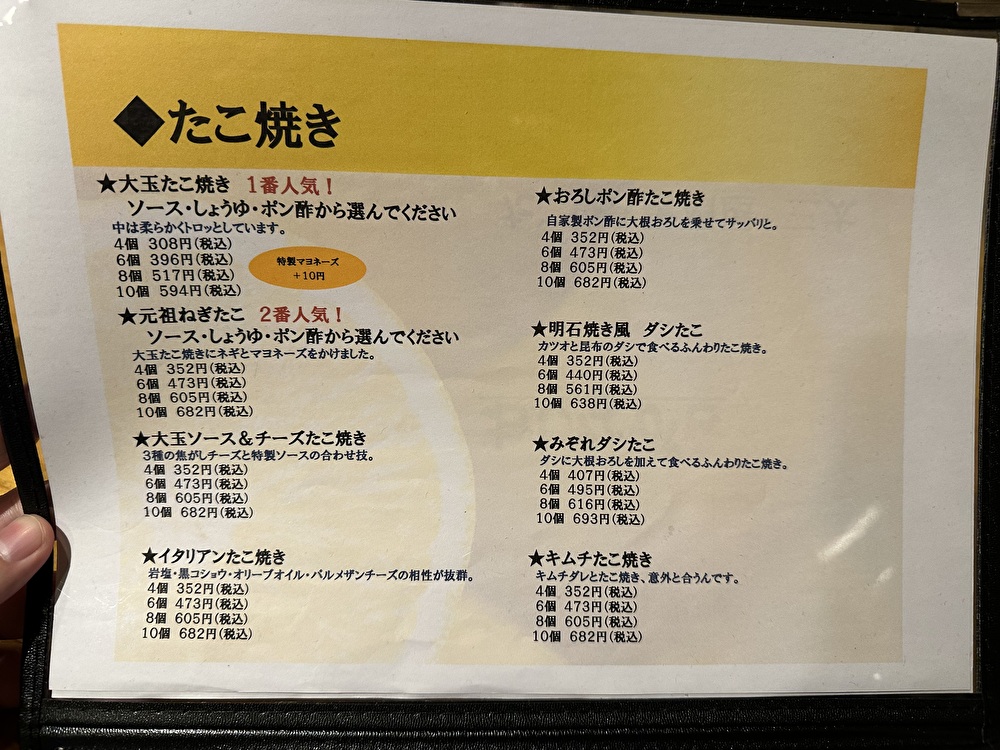 ◆たこ焼き
★大玉たこ焼き 1番人気！
ソース・しょうゆ・ポン酢から選んでください
中は柔らかくトロッとしています。
4個 308円(税込)
6個 396円(税込)
8個 517円(税込)
10個 594円(税込)
特製マヨネーズ
+10円
★元祖ねぎたこ 2番人気！
ソース・しょうゆ・ポン酢から選んでください
大玉たこ焼きにネギとマヨネーズをかけました。
4個 352円(税込)
6個 473円(税込)
8個 605円(税込)
10個 682円(税込)
★大玉ソース＆チーズたこ焼き
3種の焦がしチーズと特製ソースの合わせ技。
4個 352円(税込)
6個 473円(税込)
8個 605円(税込)
10個 682円(税込)
★イタリアンたこ焼き
岩塩・黒コショウ・オリーブオイル・パルメザンチーズの相性が抜群。
4個 352円(税込)
6個 473円(税込)
8個 605円(税込)
10個 682円(税込)
★おろしポン酢たこ焼き
自家製ポン酢に大根おろしを乗せてサッパリと。
4個 352円(税込)
6個 473円(税込)
8個 605円(税込)
10個 682円(税込)
★明石焼き風 ダシたこ
カツオと昆布のダシで食べるふんわりたこ焼き。
4個 352円(税込)
6個 440円(税込)
8個 561円(税込)
10個 638円(税込)
★みぞれダシたこ
ダシに大根おろしを加えて食べるふんわりたこ焼き。
4個 407円(税込)
6個 495円(税込)
8個 616円(税込)
10個 693円(税込)
★キムチたこ焼き
キムチダレとたこ焼き、意外と合うんです。
4個 352円(税込)
6個 473円(税込)
8個 605円(税込)
10個 682円(税込)